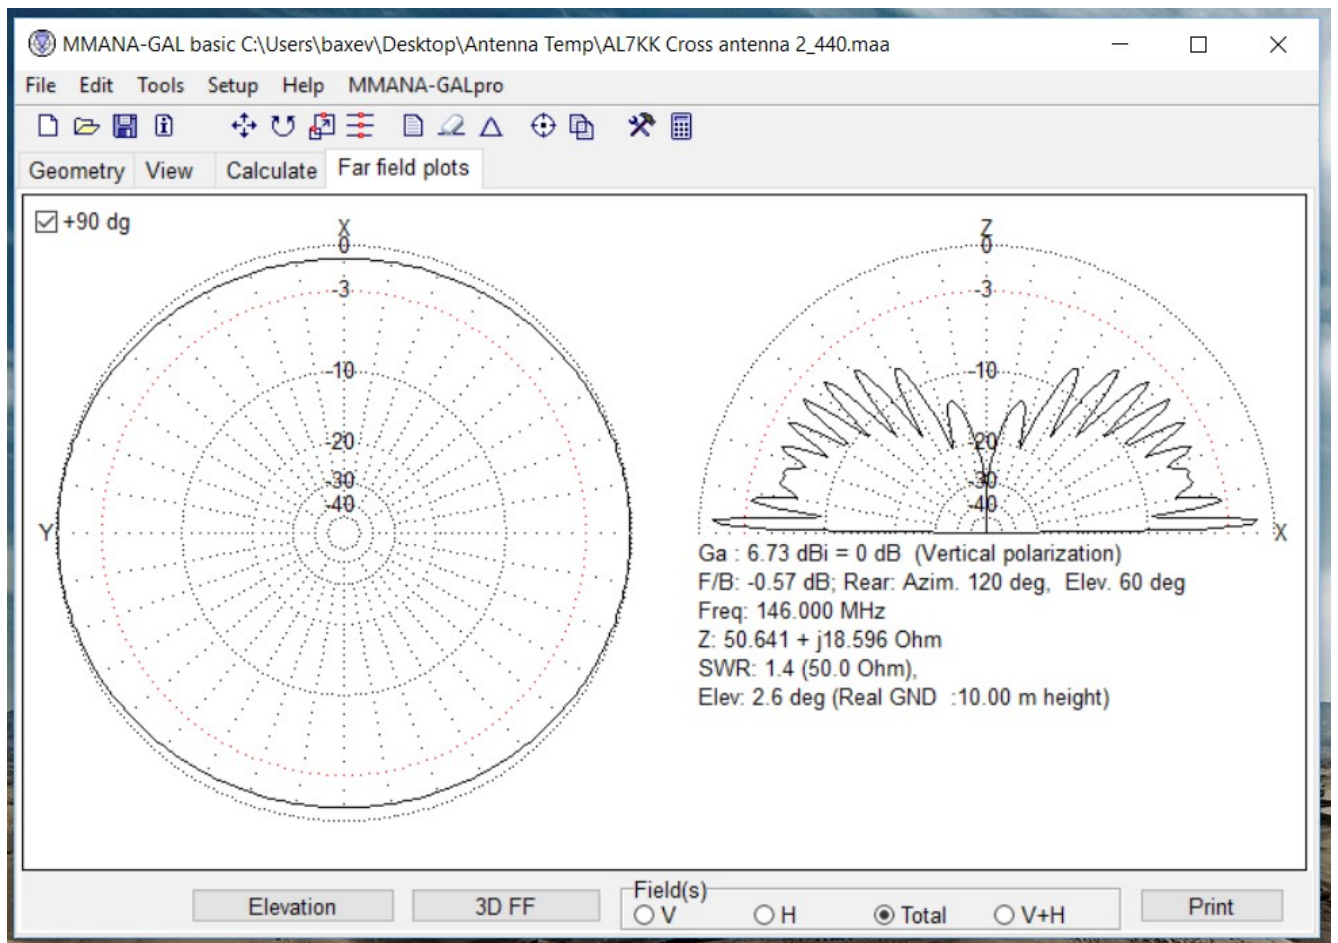 MMANA-GAL basic C:\Users\baxev\Desktop\Antenna Temp\AL7KK Cross antenna 2_440.maa
File Edit Tools Setup Help MMANA-GALpro
Geometry View Calculate Far field plots
+90 dg
X
0
-3
-10
-20
-30
-40
Y
Z
0
-3
-10
-20
-30
-40
X
Ga : 6.73 dBi = 0 dB (Vertical polarization)
F/B: -0.57 dB; Rear: Azim. 120 deg, Elev. 60 deg
Freq: 146.000 MHz
Z: 50.641 + j18.596 Ohm
SWR: 1.4 (50.0 Ohm),
Elev: 2.6 deg (Real GND :10.00 m height)
Elevation 3D FF Field(s) Print
V H Total V+H